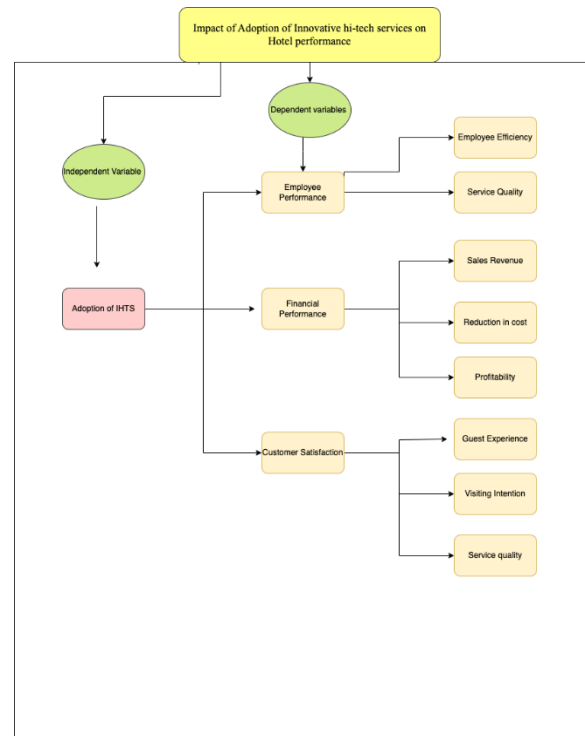 Impact of Adoption of Innovative hi-tech services on
Hotel performance
Dependent variables
Independent Variable
Employee
Performance
Employee Efficiency
Service Quality
Adoption of IHTS
Financial
Performance
Sales Revenue
Reduction in cost
Profitability
Customer Satisfaction
Guest Experience
Visiting Intention
Service quality